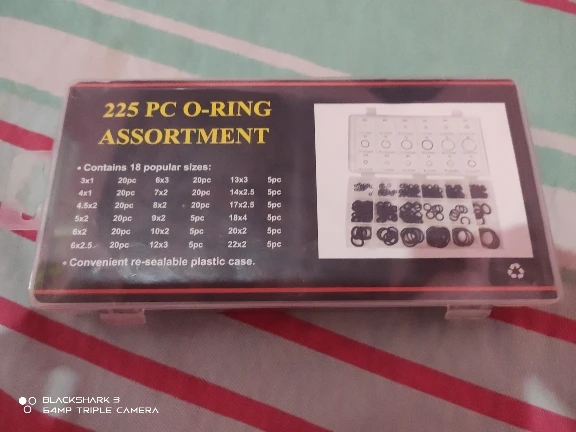 225 PC O-RING
ASSORTMENT
• Contains 18 popular sizes:
3x1 20pc 6x3 20pc 13x3 5pc
4x1 20pc 7x2 20pc 14x2.5 5pc
4.5x2 20pc 8x2 20pc 17x2.5 5pc
5x2 20pc 9x2 5pc 18x4 5pc
6x2 20pc 10x2 5pc 20x2 5pc
6x2.5 20pc 12x3 5pc 22x2 5pc
• Convenient re-sealable plastic case.
BLACKSHARK 3
64MP TRIPLE CAMERA